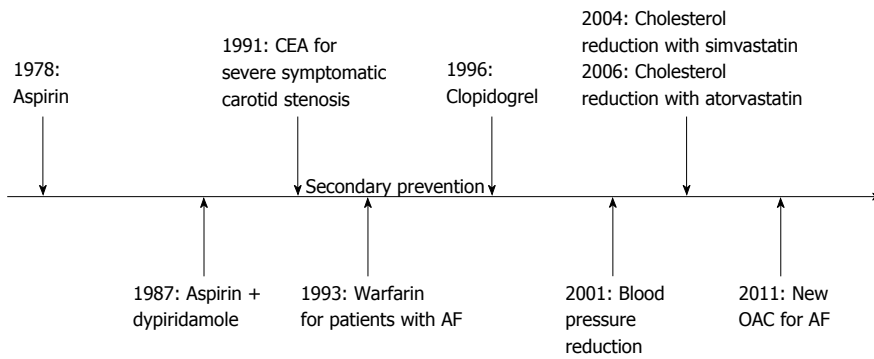 2004: Cholesterol
reduction with simvastatin
2006: Cholesterol
reduction with atorvastatin
1991: CEA for
severe symptomatic
carotid stenosis
1978:
Aspirin
1996:
Clopidogrel
Secondary prevention
1987: Aspirin +
dypiridamole
1993: Warfarin
for patients with AF
2001: Blood
pressure
reduction
2011: New
OAC for AF